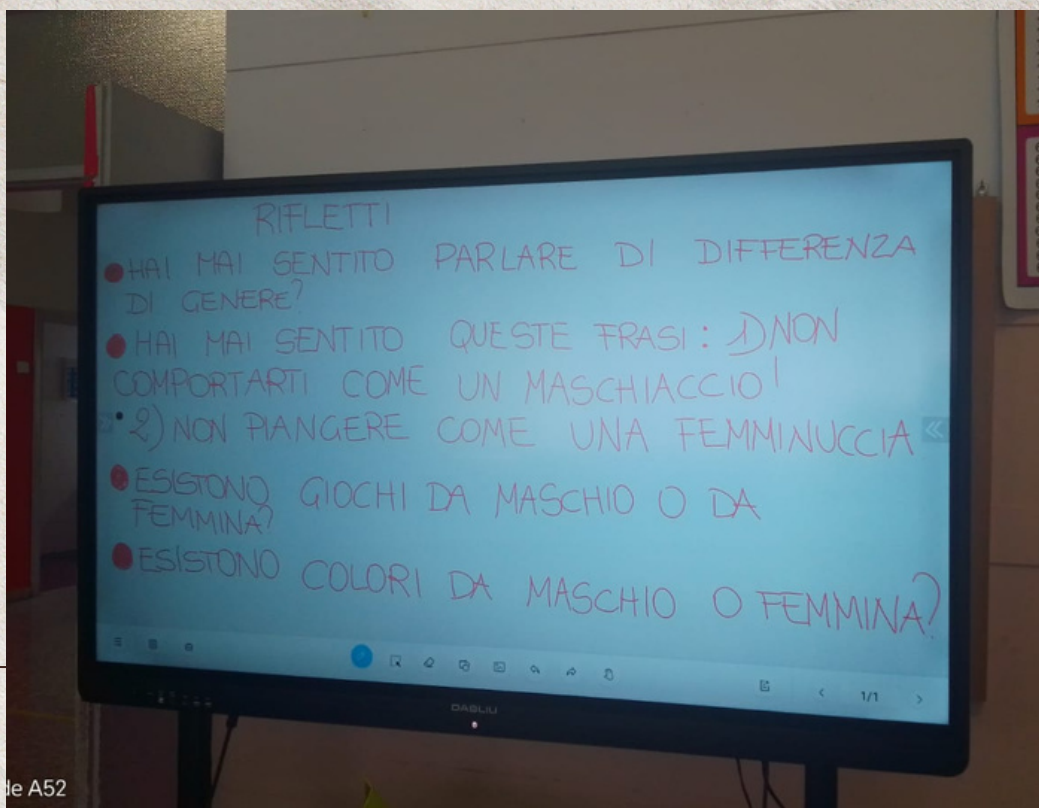 RIFLETTI
HAI MAI SENTITO PARLARE DI DIFFERENZA
DI GENERE?
HAI MAI SENTITO QUESTE FRASI: 1) NON
COMPORTARTI COME UN MASCHIACCIO!
2) NON PIANGERE COME UNA FEMMINUCCIA
ESISTONO GIOCHI DA MASCHIO O DA
FEMMINA?
ESISTONO COLORI DA MASCHIO O FEMMINA?
1/1
DABLIU
de A52